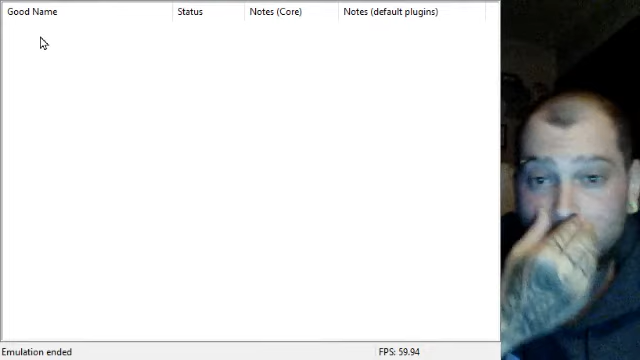 Good Name Status Notes (Core) Notes (default plugins)
Emulation ended FPS: 59.94